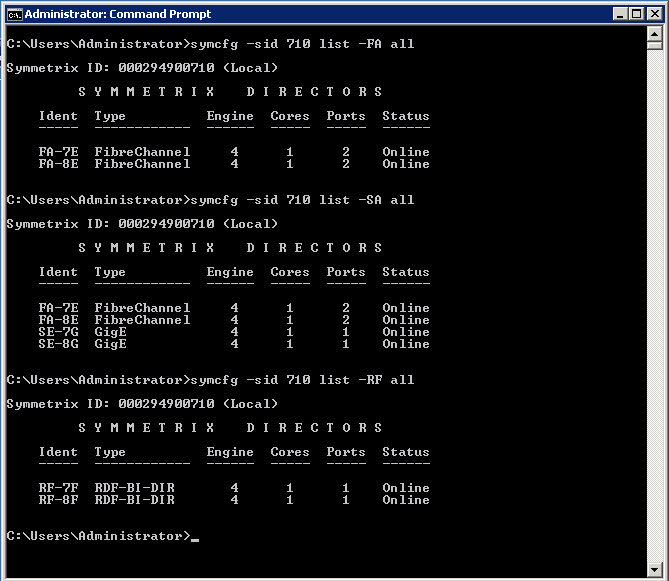 Administrator: Command Prompt
C:\Users\Administrator>symcfg -sid 710 list -FA all
Symmetrix ID: 000294900710 (Local)
S Y M M E T R I X    D I R E C T O R S
Ident  Type          Engine  Cores  Ports  Status
-----  ------------  ------  -----  -----  ------
FA-7E  FibreChannel     4      1      2    Online
FA-8E  FibreChannel     4      1      2    Online
C:\Users\Administrator>symcfg -sid 710 list -SA all
Symmetrix ID: 000294900710 (Local)
S Y M M E T R I X    D I R E C T O R S
Ident  Type          Engine  Cores  Ports  Status
-----  ------------  ------  -----  -----  ------
FA-7E  FibreChannel     4      1      2    Online
FA-8E  FibreChannel     4      1      2    Online
SE-7G  GigE             4      1      1    Online
SE-8G  GigE             4      1      1    Online
C:\Users\Administrator>symcfg -sid 710 list -RF all
Symmetrix ID: 000294900710 (Local)
S Y M M E T R I X    D I R E C T O R S
Ident  Type          Engine  Cores  Ports  Status
-----  ------------  ------  -----  -----  ------
RF-7F  RDF-BI-DIR       4      1      1    Online
RF-8F  RDF-BI-DIR       4      1      1    Online
C:\Users\Administrator>_